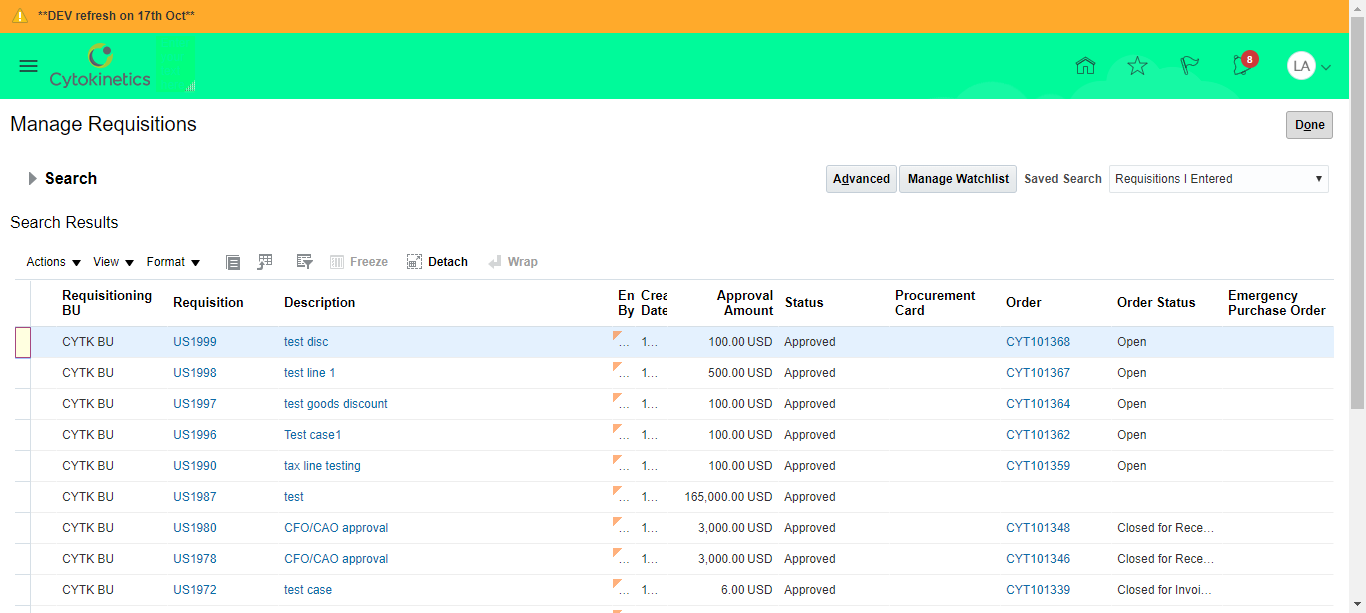 **DEV refresh on 17th Oct**
Cytokinetics
8
LA
Manage Requisitions
Done
Search
Advanced
Manage Watchlist
Saved Search
Requisitions I Entered
Search Results
Actions
View
Format
Freeze
Detach
Wrap
Requisitioning BU
Requisition
Description
En By
Crea Date
Approval Amount
Status
Procurement Card
Order
Order Status
Emergency Purchase Order
CYTK BU US1999 test disc ... 1... 100.00 USD Approved CYT101368 Open
CYTK BU US1998 test line 1 ... 1... 500.00 USD Approved CYT101367 Open
CYTK BU US1997 test goods discount ... 1... 100.00 USD Approved CYT101364 Open
CYTK BU US1996 Test case1 ... 1... 100.00 USD Approved CYT101362 Open
CYTK BU US1990 tax line testing ... 1... 100.00 USD Approved CYT101359 Open
CYTK BU US1987 test ... 1... 165,000.00 USD Approved
CYTK BU US1980 CFO/CAO approval ... 1... 3,000.00 USD Approved CYT101348 Closed for Rece...
CYTK BU US1978 CFO/CAO approval ... 1... 3,000.00 USD Approved CYT101346 Closed for Rece...
CYTK BU US1972 test case ... 1... 6.00 USD Approved CYT101339 Closed for Invoi...